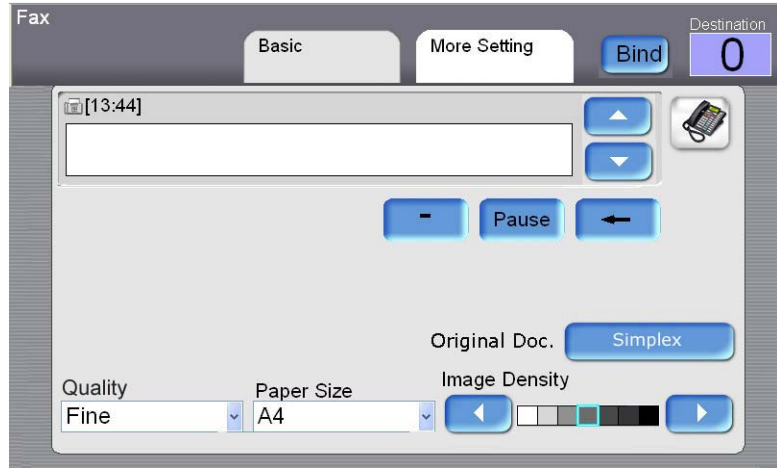 Fax
Destination
Basic
More Setting
Bind
0
[13:44]
-
Pause
Original Doc.
Simplex
Quality
Paper Size
Image Density
Fine
A4